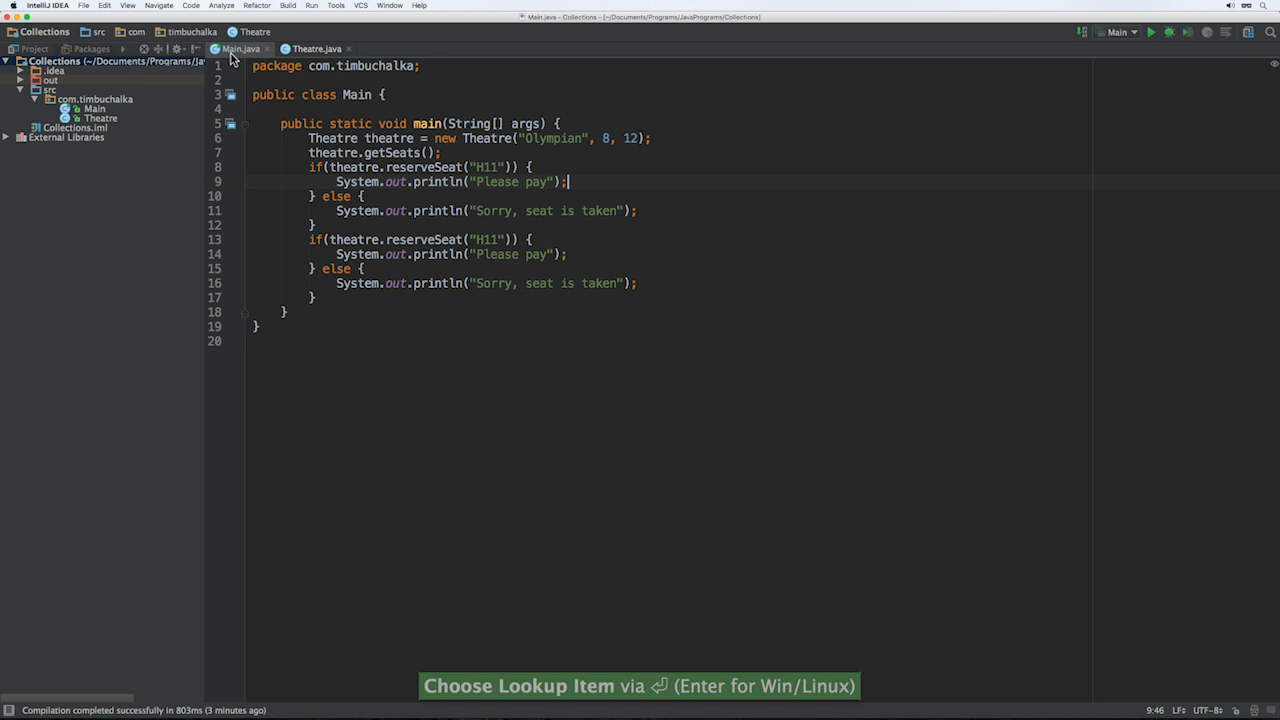 IntelliJ IDEA File Edit View Navigate Code Analyze Refactor Build Run Tools VCS Window Help
Main.java - Collections - [~/Documents/Programs/JavaPrograms/Collections]
Collections src com timbuchalka Theatre Main
Project Packages Main.java Theatre.java
Collections (~/Documents/Programs/Jav
.idea
out
src
com.timbuchalka
Main
Theatre
Collections.iml
External Libraries
1 package com.timbuchalka;
2
3 public class Main {
4
5 public static void main(String[] args) {
6 Theatre theatre = new Theatre("Olympian", 8, 12);
7 theatre.getSeats();
8 if(theatre.reserveSeat("H11")) {
9 System.out.println("Please pay");
10 } else {
11 System.out.println("Sorry, seat is taken");
12 }
13 if(theatre.reserveSeat("H11")) {
14 System.out.println("Please pay");
15 } else {
16 System.out.println("Sorry, seat is taken");
17 }
18 }
19 }
20
Choose Lookup Item via ⏎ (Enter for Win/Linux)
Compilation completed successfully in 803ms (3 minutes ago) 9:46 LF÷ UTF-8÷